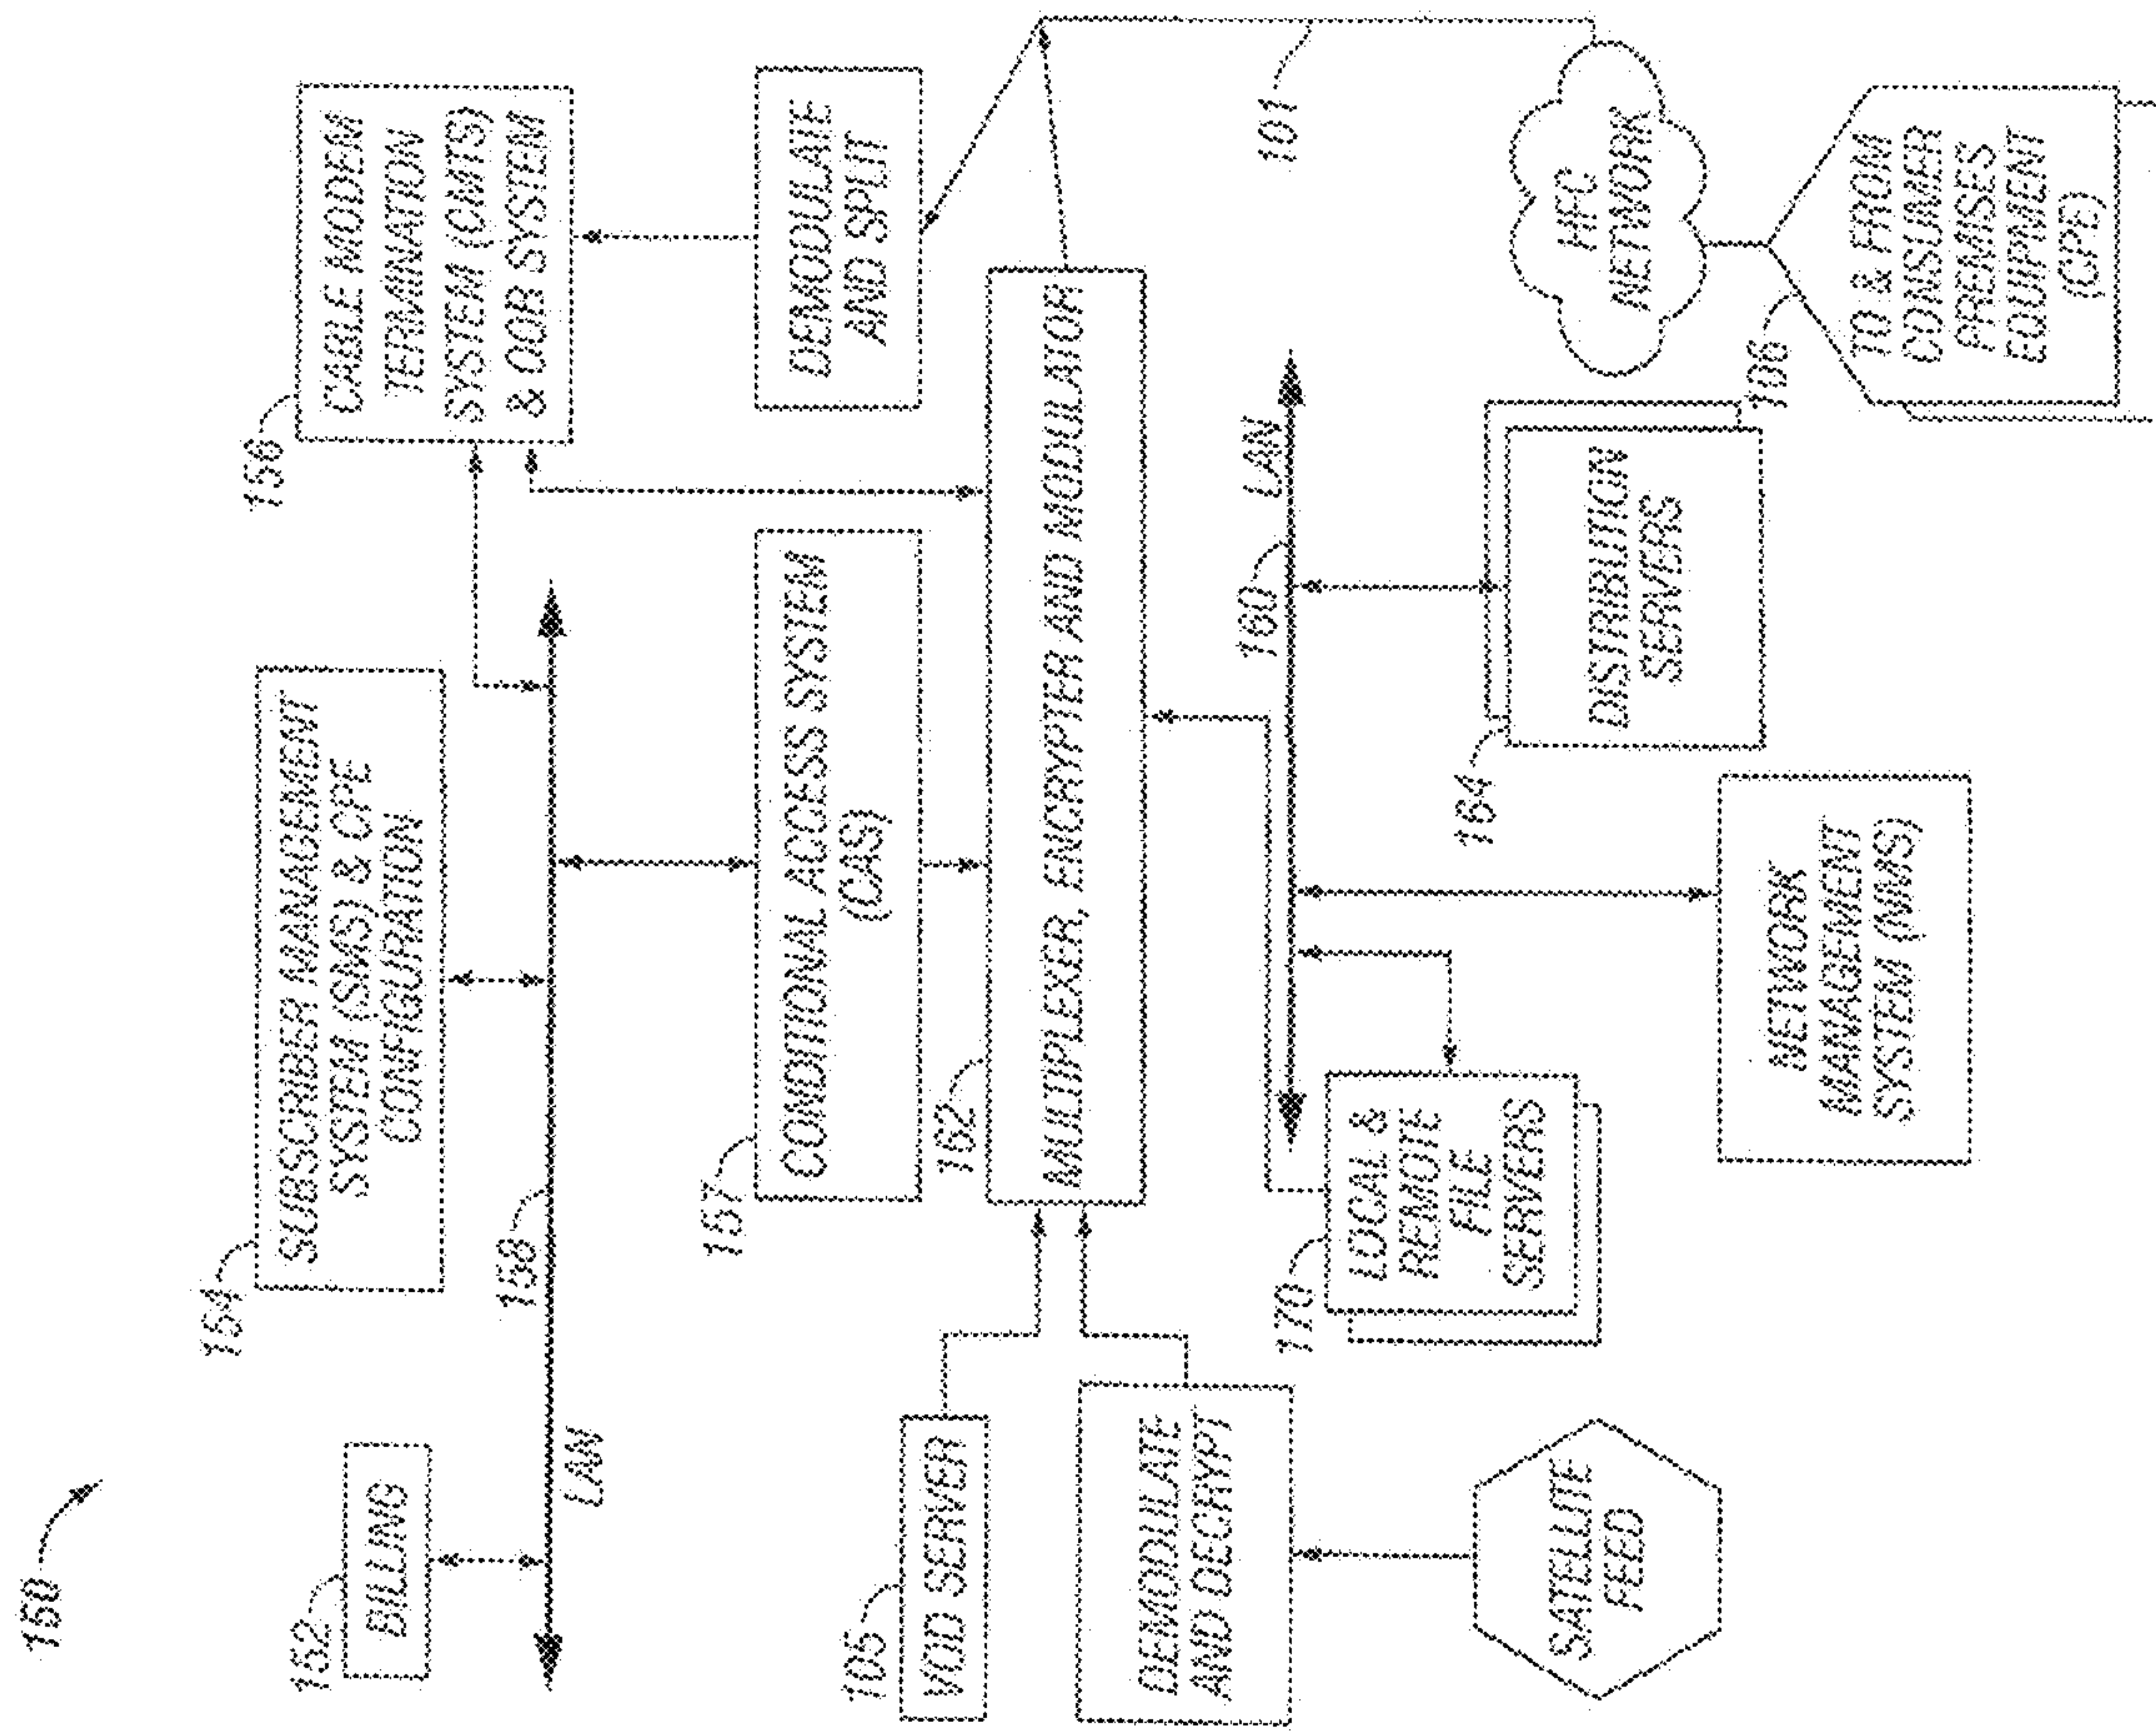 150
152
BILLING
154
SUBSCRIBER MANAGEMENT
SYSTEM (SMS) & CPE
CONFIGURATION
156
CABLE MODEM
TERMINATION
SYSTEM (CMTS)
& OOB SYSTEM
158
LAN
105
VOD SERVER
157
CONDITIONAL ACCESS SYSTEM
(CAS)
DEMODULATE
AND SPLIT
162
MULTIPLEXER, ENCRYPTER AND MODULATOR
DEMODULATE
AND DECRYPT
101
160
LAN
170
LOCAL &
REMOTE
FILE
SERVERS
164
DISTRIBUTION
SERVERS
HFC
NETWORK
SATELLITE
FEED
NETWORK
MANAGEMENT
SYSTEM (NMS)
106
TO & FROM
CONSUMER
PREMISES
EQUIPMENT
(CPE)